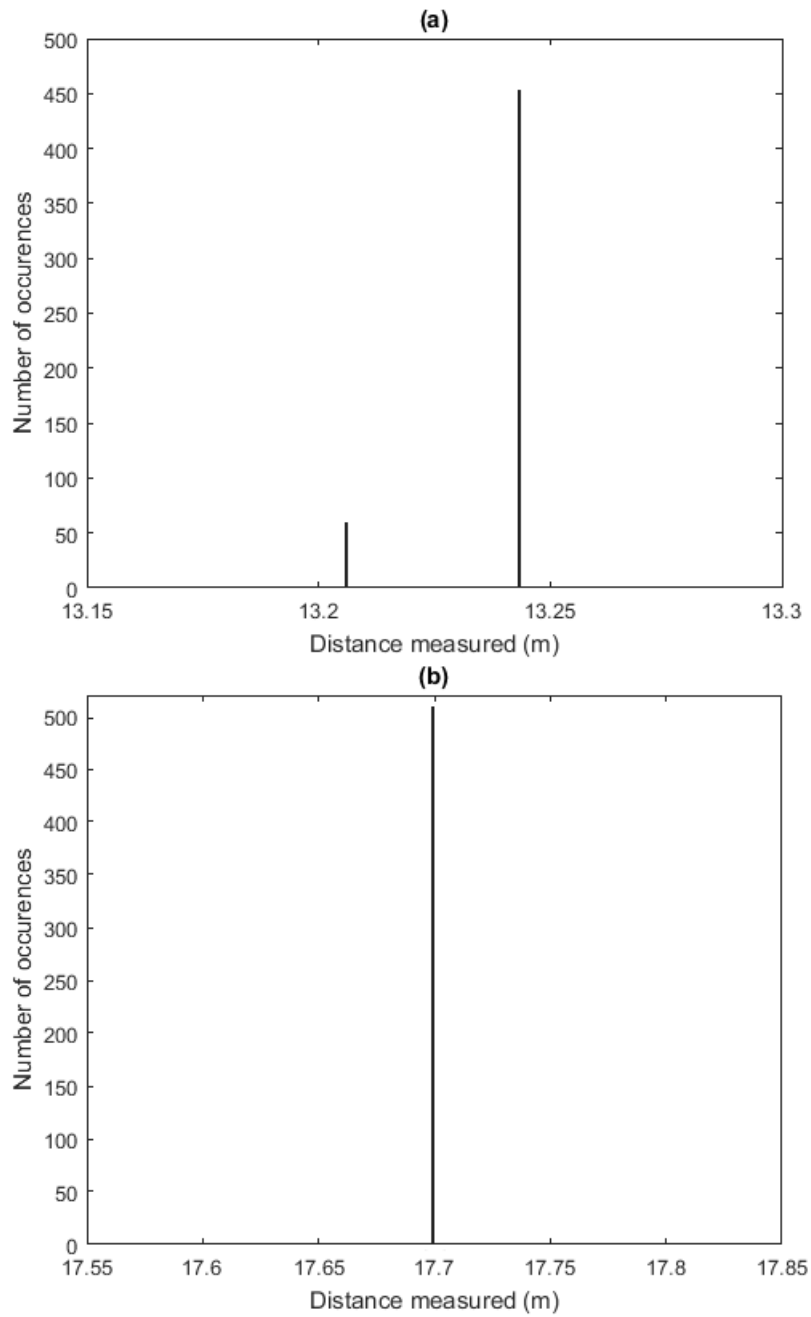 (a)
500
450
400
350
300
250
200
150
100
50
0
Number of occurences
13.15 13.2 13.25 13.3
Distance measured (m)
(b)
500
450
400
350
300
250
200
150
100
50
0
Number of occurences
17.55 17.6 17.65 17.7 17.75 17.8 17.85
Distance measured (m)